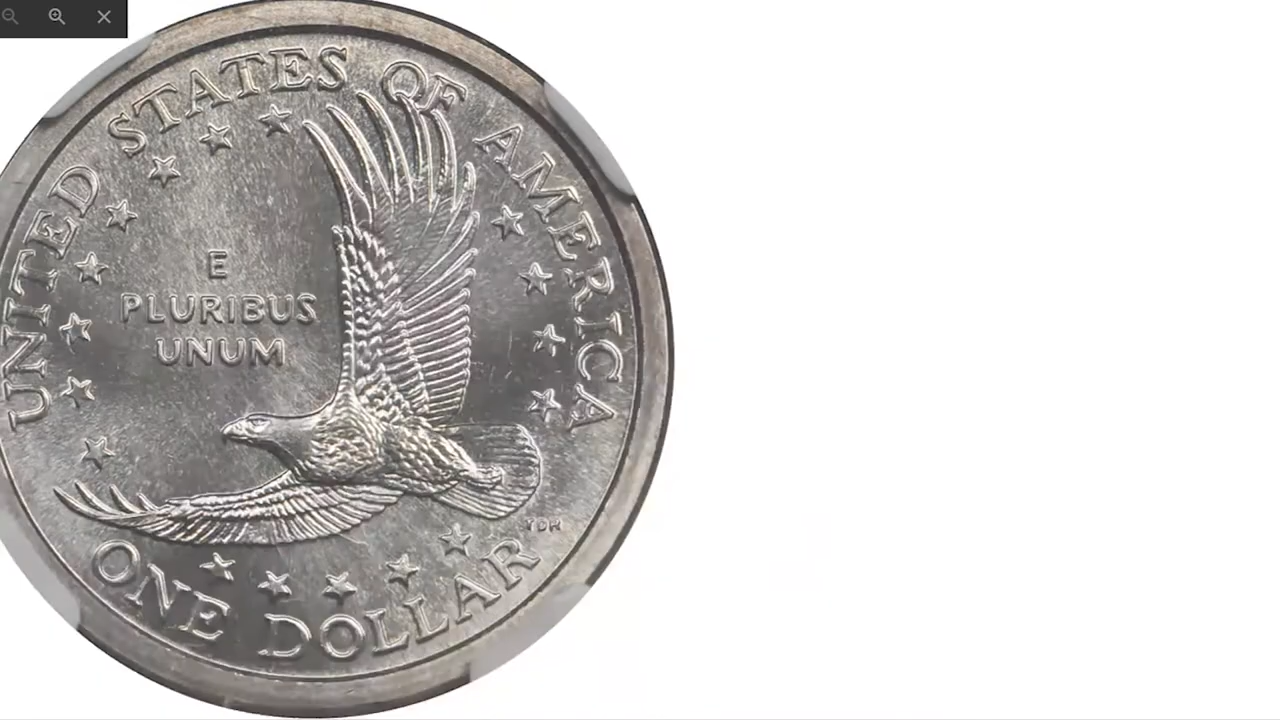 UNITED STATES OF AMERICA
E
PLURIBUS
UNUM
TDR
ONE DOLLAR